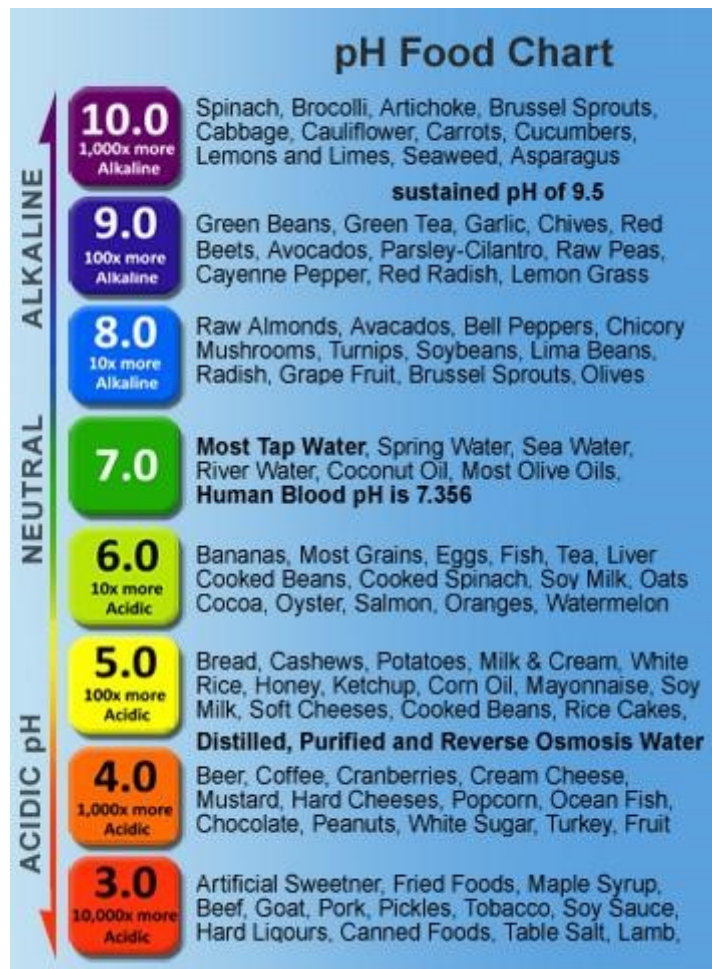 pH Food Chart
10.0
1,000x more
Alkaline
Spinach, Brocolli, Artichoke, Brussel Sprouts,
Cabbage, Cauliflower, Carrots, Cucumbers,
Lemons and Limes, Seaweed, Asparagus
sustained pH of 9.5
9.0
100x more
Alkaline
Green Beans, Green Tea, Garlic, Chives, Red
Beets, Avocados, Parsley-Cilantro, Raw Peas,
Cayenne Pepper, Red Radish, Lemon Grass
8.0
10x more
Alkaline
Raw Almonds, Avacados, Bell Peppers, Chicory
Mushrooms, Turnips, Soybeans, Lima Beans,
Radish, Grape Fruit, Brussel Sprouts, Olives
7.0
Most Tap Water, Spring Water, Sea Water,
River Water, Coconut Oil, Most Olive Oils,
Human Blood pH is 7.356
6.0
10x more
Acidic
Bananas, Most Grains, Eggs, Fish, Tea, Liver
Cooked Beans, Cooked Spinach, Soy Milk, Oats
Cocoa, Oyster, Salmon, Oranges, Watermelon
5.0
100x more
Acidic
Bread, Cashews, Potatoes, Milk & Cream, White
Rice, Honey, Ketchup, Corn Oil, Mayonnaise, Soy
Milk, Soft Cheeses, Cooked Beans, Rice Cakes,
Distilled, Purified and Reverse Osmosis Water
4.0
1,000x more
Acidic
Beer, Coffee, Cranberries, Cream Cheese,
Mustard, Hard Cheeses, Popcorn, Ocean Fish,
Chocolate, Peanuts, White Sugar, Turkey, Fruit
3.0
10,000x more
Acidic
Artificial Sweetner, Fried Foods, Maple Syrup,
Beef, Goat, Pork, Pickles, Tobacco, Soy Sauce,
Hard Liqours, Canned Foods, Table Salt, Lamb,
ALKALINE
NEUTRAL
ACIDIC pH